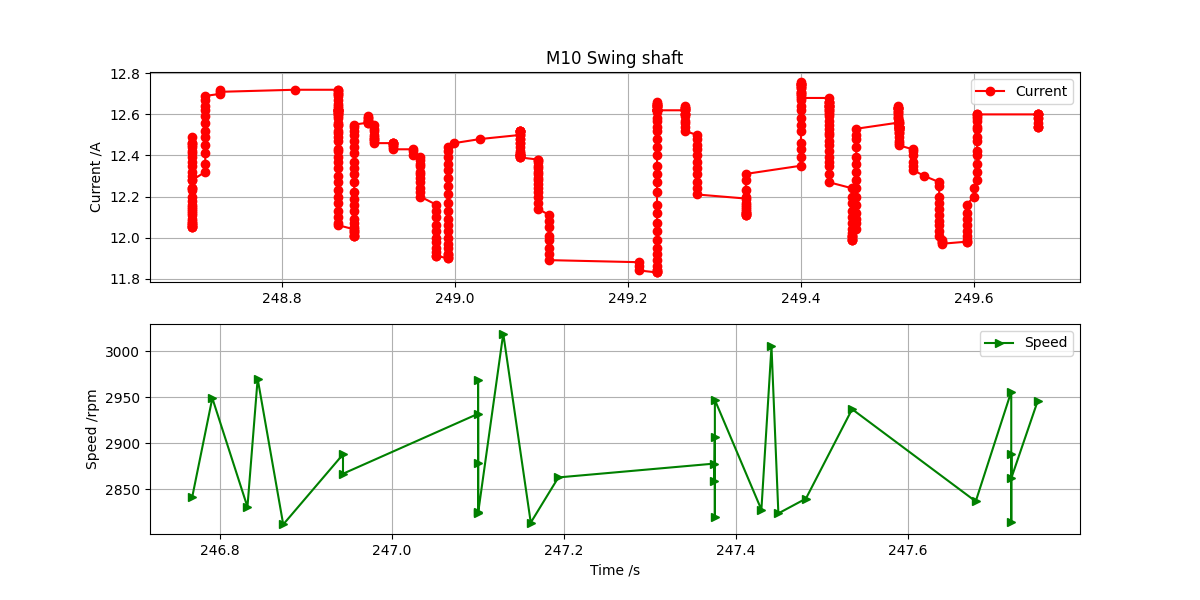 M10 Swing shaft
Current /A
12.8
12.6
12.4
12.2
12.0
11.8
Current
248.8 249.0 249.2 249.4 249.6
Speed /rpm
3000
2950
2900
2850
Speed
246.8 247.0 247.2 247.4 247.6
Time /s